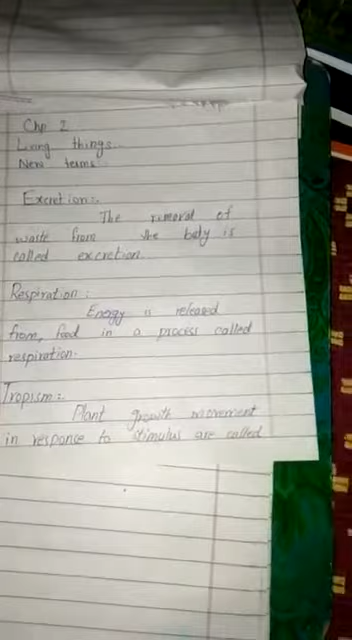 Chp 2
Living things.
New terms
Excretion:-
The removal of
waste from the body is
called excretion.
Respiration:
Energy is released
from, food in a process called
respiration.
Tropism:-
Plant growth movement
in response to stimulus are called